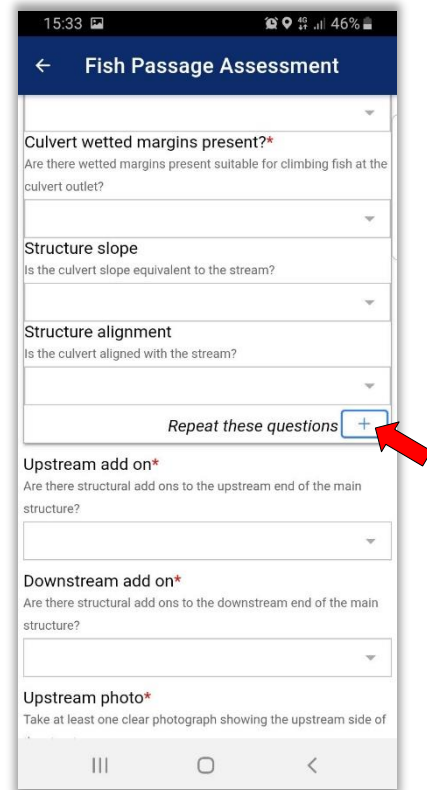 15:33 46%
Fish Passage Assessment
Culvert wetted margins present?*
Are there wetted margins present suitable for climbing fish at the
culvert outlet?
Structure slope
Is the culvert slope equivalent to the stream?
Structure alignment
Is the culvert aligned with the stream?
Repeat these questions +
Upstream add on*
Are there structural add ons to the upstream end of the main
structure?
Downstream add on*
Are there structural add ons to the downstream end of the main
structure?
Upstream photo*
Take at least one clear photograph showing the upstream side of